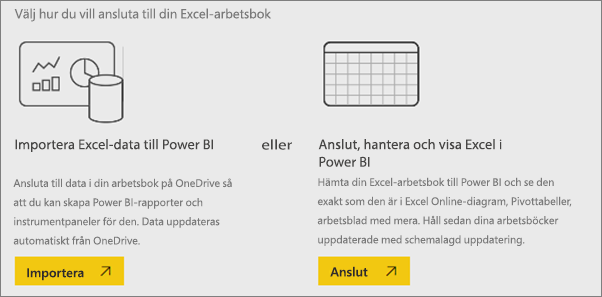 Välj hur du vill ansluta till din Excel-arbetsbok
Importera Excel-data till Power BI
Ansluta till data i din arbetsbok på OneDrive så
att du kan skapa Power BI-rapporter och
instrumentpaneler för den. Data uppdateras
automatiskt från OneDrive.
Importera
eller
Anslut, hantera och visa Excel i
Power BI
Hämta din Excel-arbetsbok till Power BI och se den
exakt som den är i Excel Online-diagram, Pivottabeller,
arbetsblad med mera. Håll sedan dina arbetsböcker
uppdaterade med schemalagd uppdatering.
Anslut